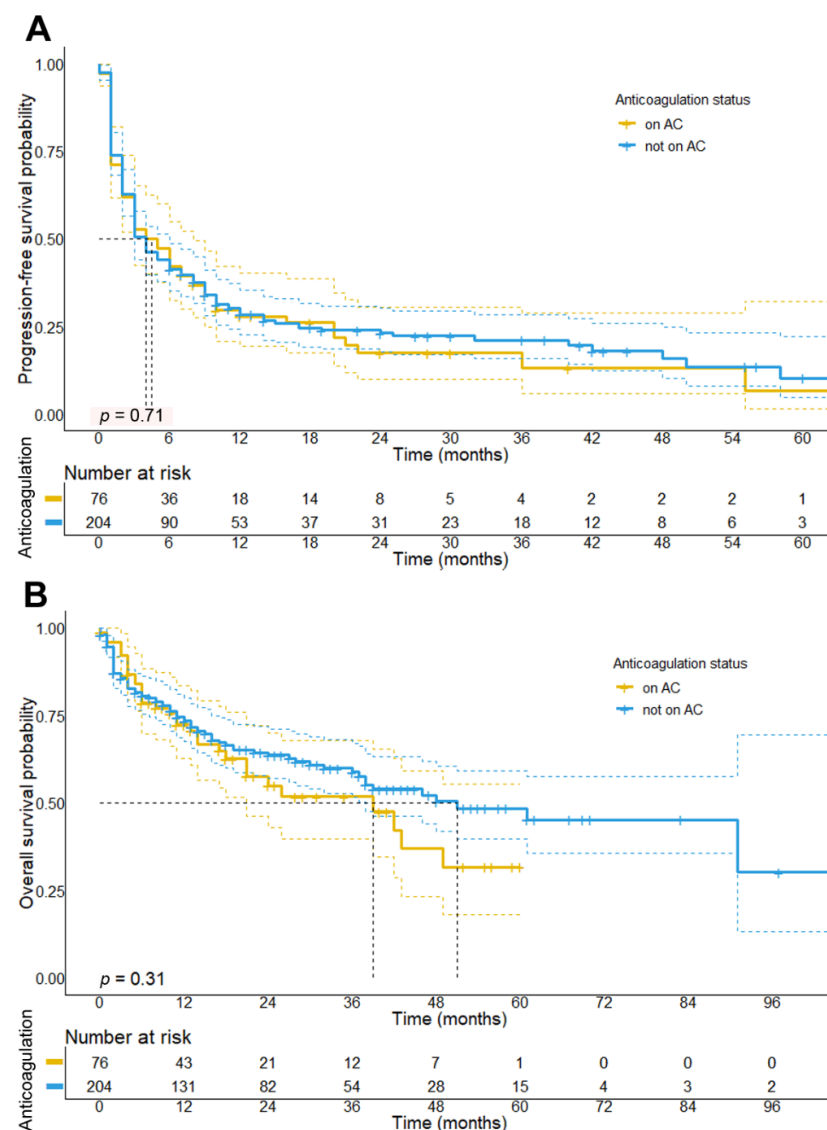 A
Progression-free survival probability
1.00
0.75
0.50
0.25
0.00
Anticoagulation status
on AC
not on AC
p = 0.71
0 6 12 18 24 30 36 42 48 54 60
Time (months)
Anticoagulation
Number at risk
76 36 18 14 8 5 4 2 2 2 1
204 90 53 37 31 23 18 12 8 6 3
0 6 12 18 24 30 36 42 48 54 60
Time (months)
B
Overall survival probability
1.00
0.75
0.50
0.25
0.00
Anticoagulation status
on AC
not on AC
p = 0.31
0 12 24 36 48 60 72 84 96
Time (months)
Anticoagulation
Number at risk
76 43 21 12 7 1 0 0 0
204 131 82 54 28 15 4 3 2
0 12 24 36 48 60 72 84 96
Time (months)